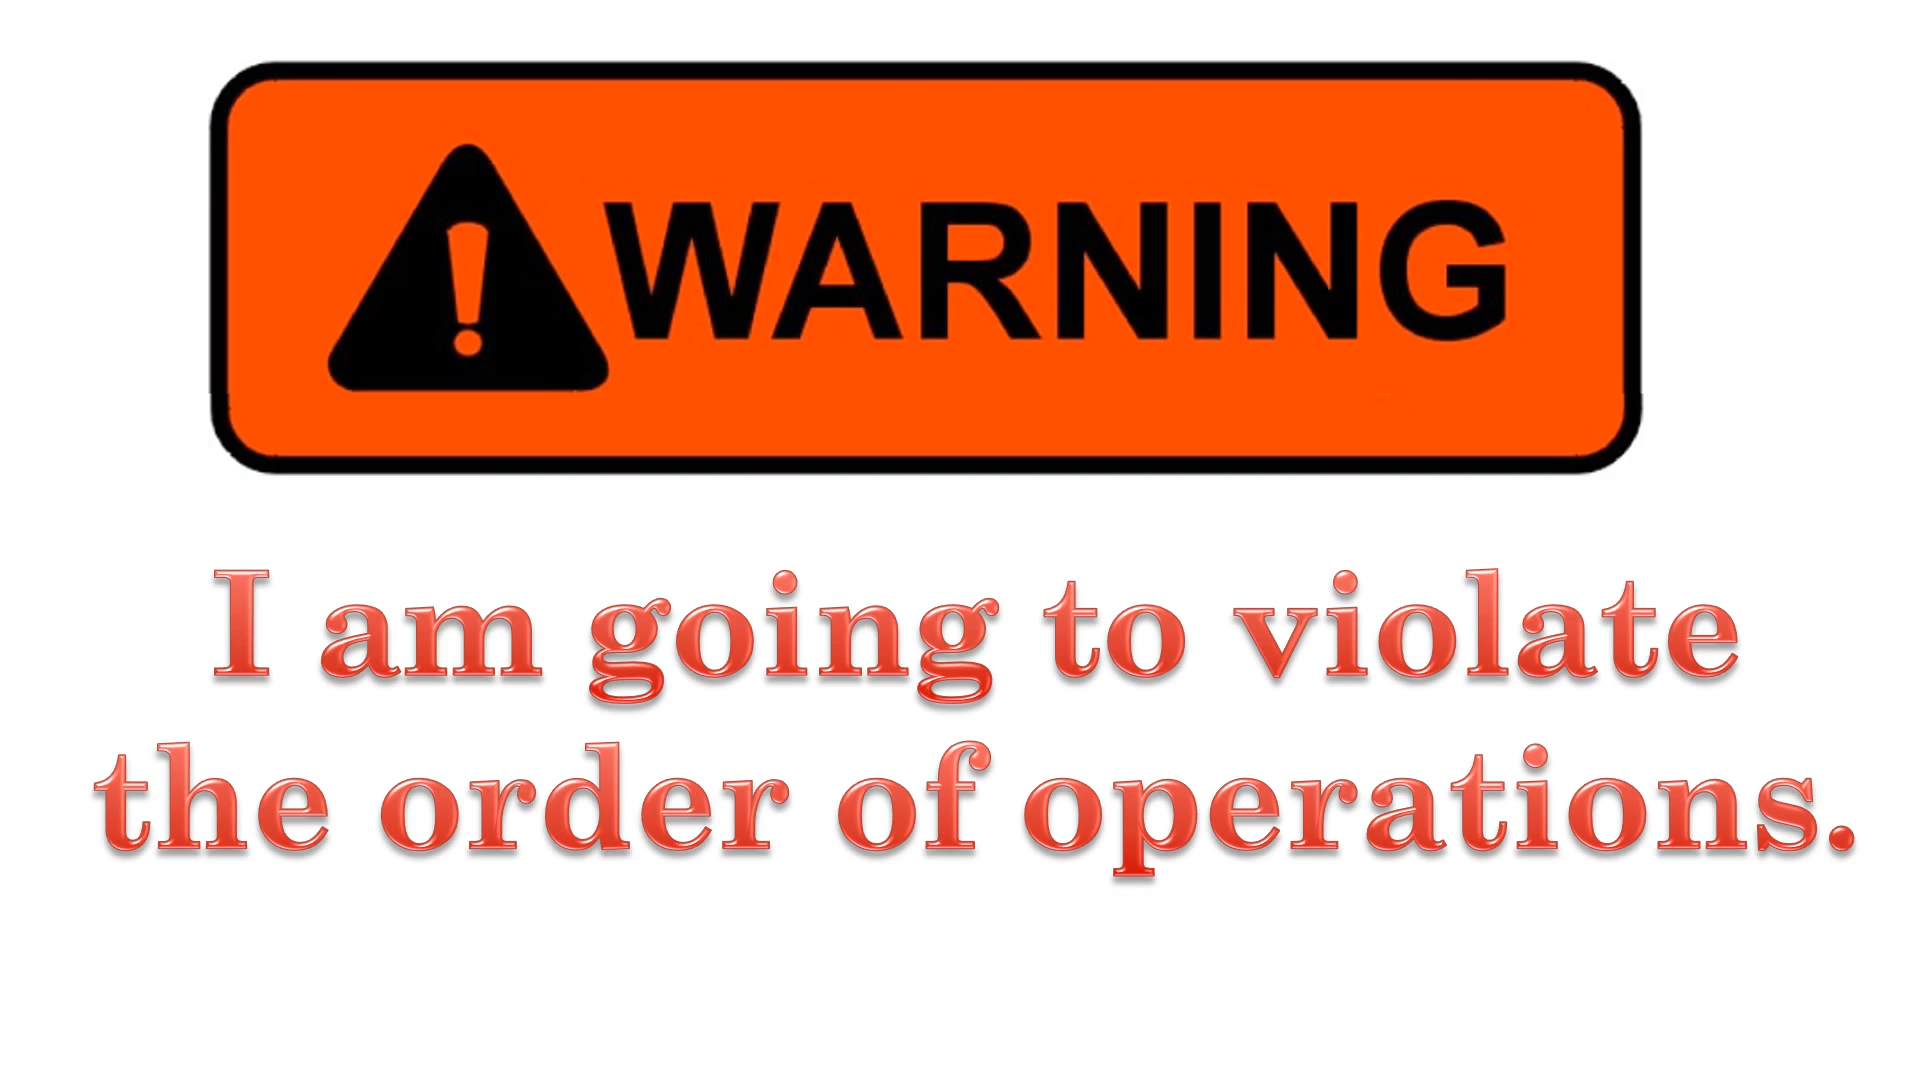 WARNING
I am going to violate
the order of operations.